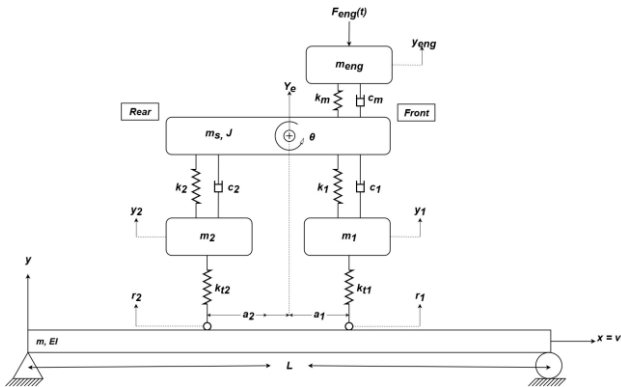 Feng(t)
meng
yeng
km
cm
Ye
Rear
Front
ms, J
θ
k2
c2
k1
c1
y2
m2
m1
y1
y
kt2
kt1
r2
a2
a1
r1
m, EI
x = v
L